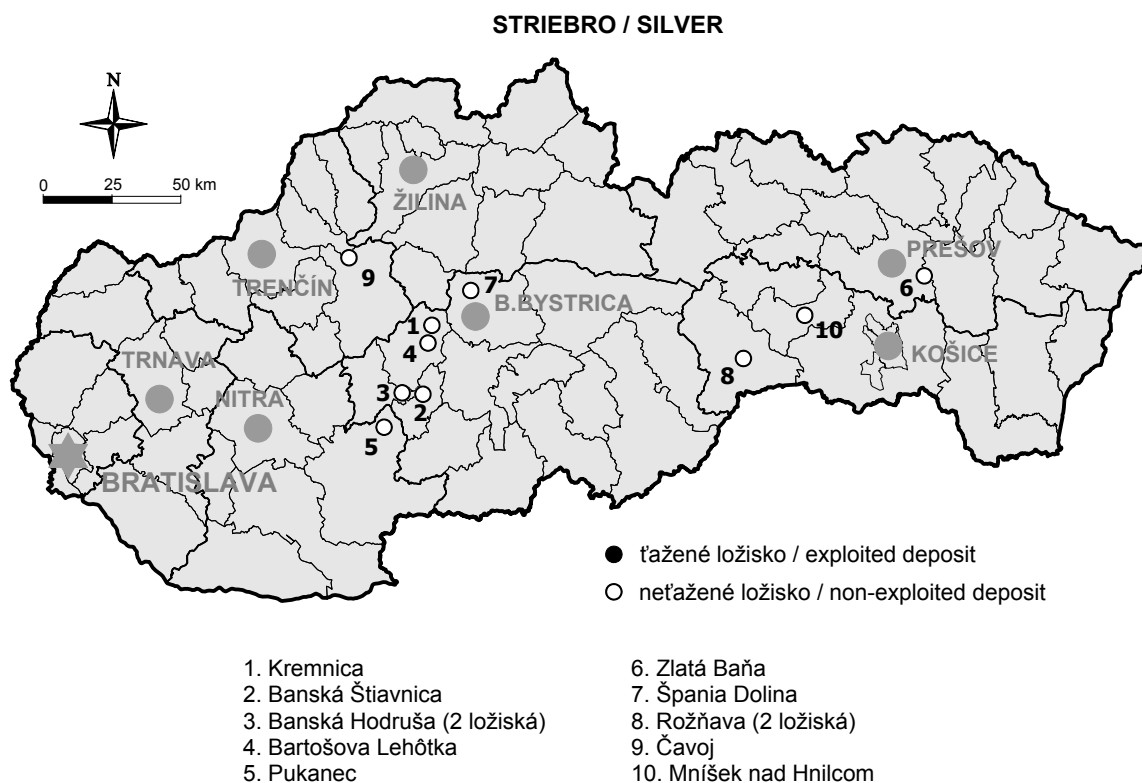 STRIEBRO / SILVER
N
0 25 50 km
ŽILINA
PREŠOV
TRENČÍN
9
7
6
B.BYSTRICA
1
10
4
KOŠICE
TRNAVA
8
NITRA
3
2
5
BRATISLAVA
ťažené ložisko / exploited deposit
neťažené ložisko / non-exploited deposit
1. Kremnica
2. Banská Štiavnica
3. Banská Hodruša (2 ložiská)
4. Bartošova Lehôtka
5. Pukanec
6. Zlatá Baňa
7. Špania Dolina
8. Rožňava (2 ložiská)
9. Čavoj
10. Mníšek nad Hnilcom